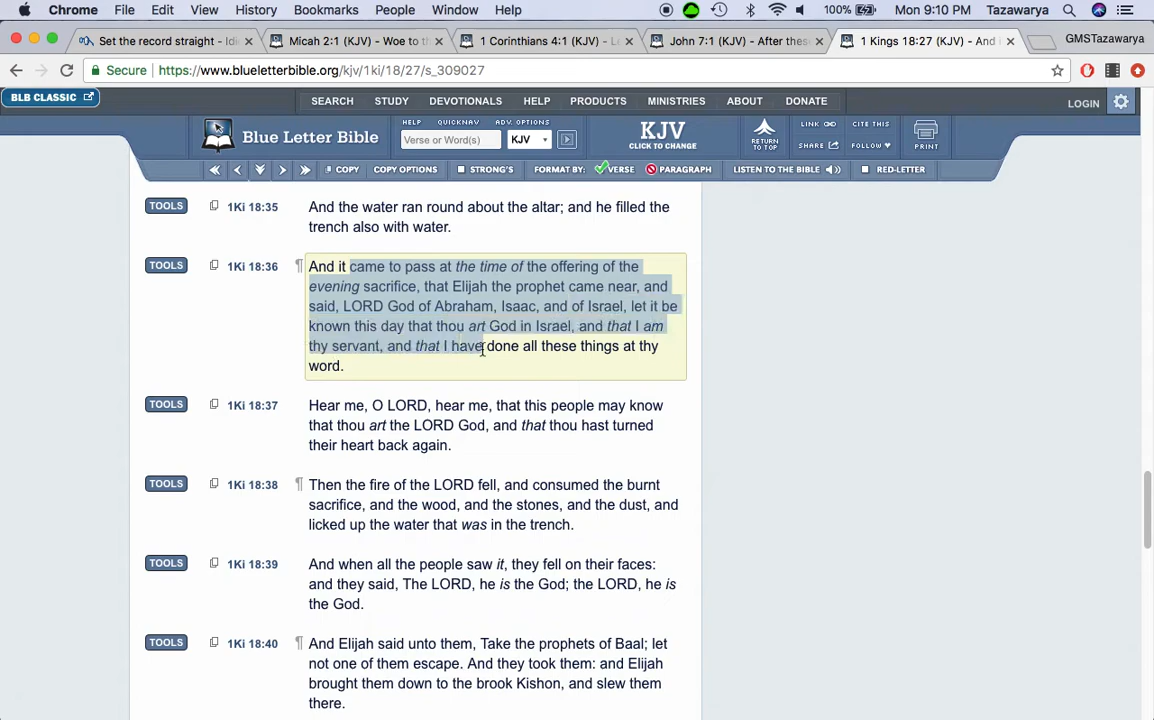 Chrome File Edit View History Bookmarks People Window Help 100% Mon 9:10 PM Tazawarya
Set the record straight - Ide Micah 2:1 (KJV) - Woe to th 1 Corinthians 4:1 (KJV) - Le John 7:1 (KJV) - After thes 1 Kings 18:27 (KJV) - And i GMSTazawarya
Secure https://www.blueletterbible.org/kjv/1ki/18/27/s_309027
BLB CLASSIC
SEARCH STUDY DEVOTIONALS HELP PRODUCTS MINISTRIES ABOUT DONATE LOGIN
HELP QUICKNAV ADV. OPTIONS
Blue Letter Bible Verse or Word(s) KJV KJV CLICK TO CHANGE RETURN TO TOP LINK CITE THIS SHARE FOLLOW PRINT
COPY COPY OPTIONS STRONG'S FORMAT BY: VERSE PARAGRAPH LISTEN TO THE BIBLE RED-LETTER
TOOLS 1Ki 18:35 And the water ran round about the altar; and he filled the
trench also with water.
TOOLS 1Ki 18:36 ¶ And it came to pass at the time of the offering of the
evening sacrifice, that Elijah the prophet came near, and
said, LORD God of Abraham, Isaac, and of Israel, let it be
known this day that thou art God in Israel, and that I am
thy servant, and that I have done all these things at thy
word.
TOOLS 1Ki 18:37 Hear me, O LORD, hear me, that this people may know
that thou art the LORD God, and that thou hast turned
their heart back again.
TOOLS 1Ki 18:38 ¶ Then the fire of the LORD fell, and consumed the burnt
sacrifice, and the wood, and the stones, and the dust, and
licked up the water that was in the trench.
TOOLS 1Ki 18:39 And when all the people saw it, they fell on their faces:
and they said, The LORD, he is the God; the LORD, he is
the God.
TOOLS 1Ki 18:40 ¶ And Elijah said unto them, Take the prophets of Baal; let
not one of them escape. And they took them: and Elijah
brought them down to the brook Kishon, and slew them
there.